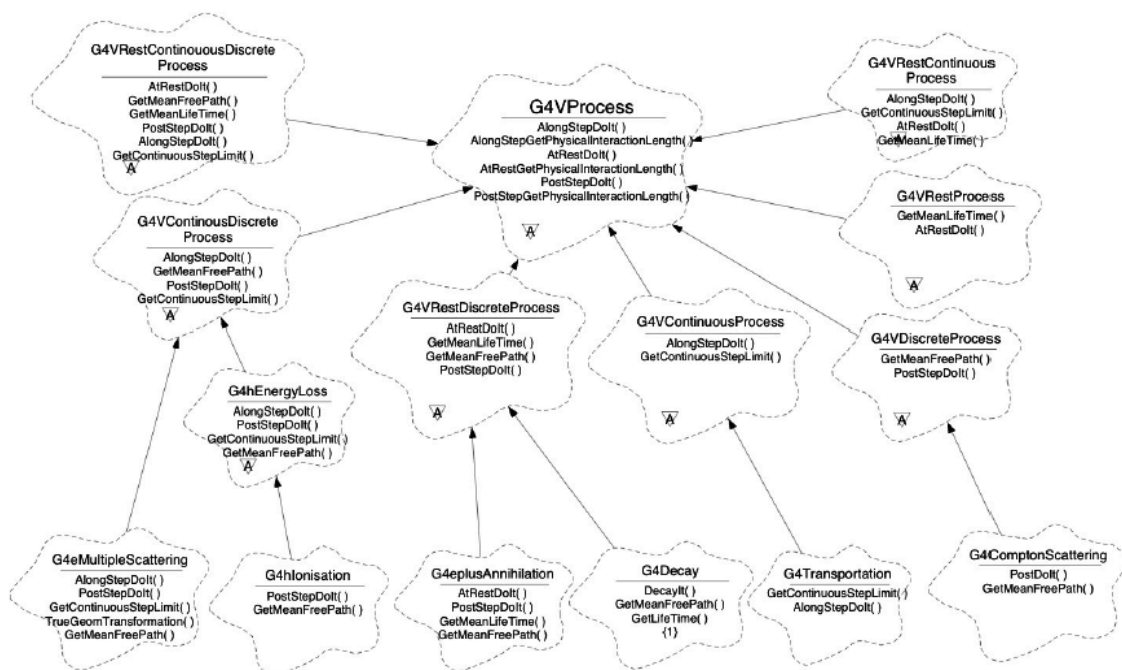 G4VRestContinouousDiscrete
Process
AtRestDoIt( )
GetMeanFreePath( )
GetMeanLifeTime( )
PostStepDoIt( )
AlongStepDoIt( )
GetContinuousStepLimit( )
A
G4VProcess
AlongStepDoIt( )
AlongStepGetPhysicalInteractionLength( )
AtRestDoIt( )
AtRestGetPhysicalInteractionLength( )
PostStepDoIt( )
PostStepGetPhysicalInteractionLength( )
A
G4VRestContinuous
Process
AlongStepDoIt( )
GetContinuousStepLimit( )
AtRestDoIt( )
GetMeanLifeTime( )
A
G4VRestProcess
GetMeanLifeTime( )
AtRestDoIt( )
A
G4VContinousDiscrete
Process
AlongStepDoIt( )
GetMeanFreePath( )
PostStepDoIt( )
GetContinuousStepLimit( )
A
G4VRestDiscreteProcess
AtRestDoIt( )
GetMeanLifeTime( )
GetMeanFreePath( )
PostStepDoIt( )
A
G4VContinuousProcess
AlongStepDoIt( )
GetContinuousStepLimit( )
A
G4VDiscreteProcess
GetMeanFreePath( )
PostStepDoIt( )
A
G4hEnergyLoss
AlongStepDoIt( )
PostStepDoIt( )
GetContinuousStepLimit( )
GetMeanFreePath( )
A
G4eMultipleScattering
AlongStepDoIt( )
PostStepDoIt( )
GetContinuousStepLimit( )
TrueGeomTransformation( )
GetMeanFreePath( )
G4hIonisation
PostStepDoIt( )
GetMeanFreePath( )
G4eplusAnnihilation
AtRestDoIt( )
PostStepDoIt( )
GetMeanLifeTime( )
GetMeanFreePath( )
G4Decay
DecayIt( )
GetMeanFreePath( )
GetLifeTime( )
{1}
G4Transportation
GetContinuousStepLimit( )
AlongStepDoIt( )
G4ComptonScattering
PostDoIt( )
GetMeanFreePath( )